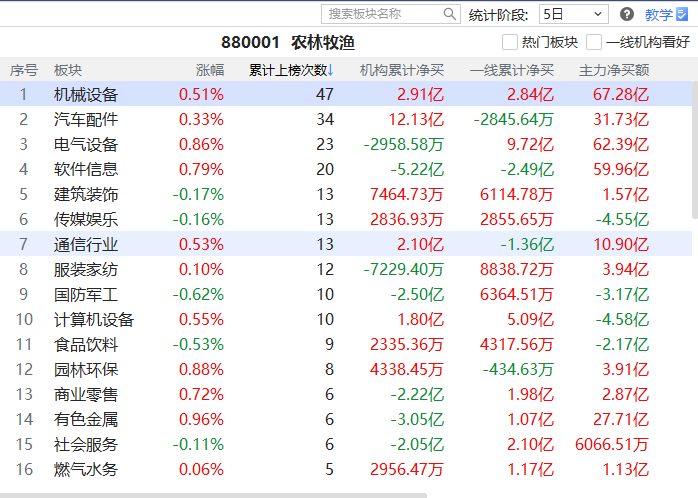 搜索板块名称 统计阶段: 5日 ? 教学
880001 农林牧渔 热门板块 一线机构看好
序号 板块 涨幅 累计上榜次数↓ 机构累计净买 一线累计净买 主力净买额
1 机械设备 0.51% 47 2.91亿 2.84亿 67.28亿
2 汽车配件 0.33% 34 12.13亿 -2845.64万 31.73亿
3 电气设备 0.86% 23 -2958.58万 9.72亿 62.39亿
4 软件信息 0.79% 20 -5.22亿 -2.49亿 59.96亿
5 建筑装饰 -0.17% 13 7464.73万 6114.78万 1.57亿
6 传媒娱乐 -0.16% 13 2836.93万 2855.65万 -4.55亿
7 通信行业 0.53% 13 2.10亿 -1.36亿 10.90亿
8 服装家纺 0.10% 12 -7229.40万 8838.72万 3.94亿
9 国防军工 -0.62% 10 -2.50亿 6364.51万 -3.17亿
10 计算机设备 0.55% 10 1.80亿 5.09亿 -4.58亿
11 食品饮料 -0.53% 9 2335.36万 4317.56万 -2.17亿
12 园林环保 0.88% 8 4338.45万 -434.63万 3.91亿
13 商业零售 0.72% 6 -2.22亿 1.98亿 2.87亿
14 有色金属 0.96% 6 -3.05亿 1.07亿 27.71亿
15 社会服务 -0.11% 6 -2.05亿 2.10亿 6066.51万
16 燃气水务 0.06% 5 2956.47万 1.17亿 1.13亿